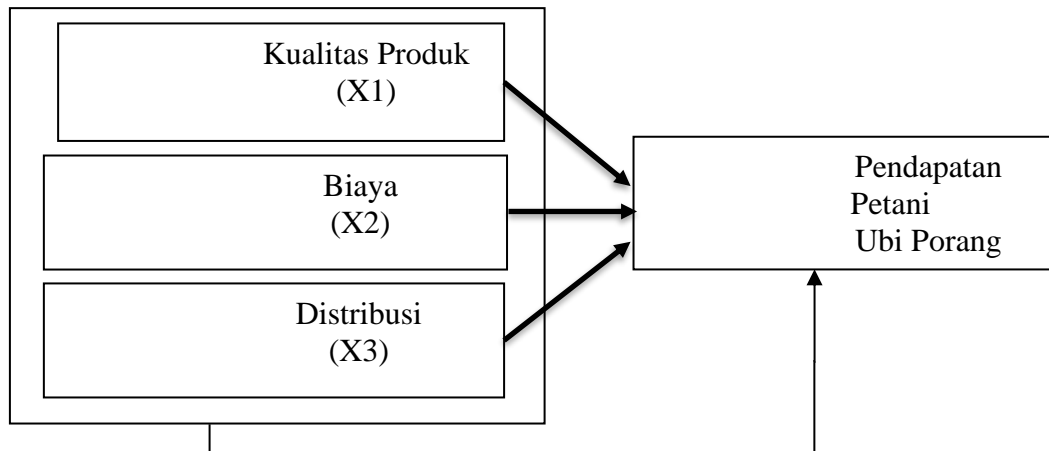 Kualitas Produk
(X1)
Biaya
(X2)
Distribusi
(X3)
Pendapatan
Petani
Ubi Porang